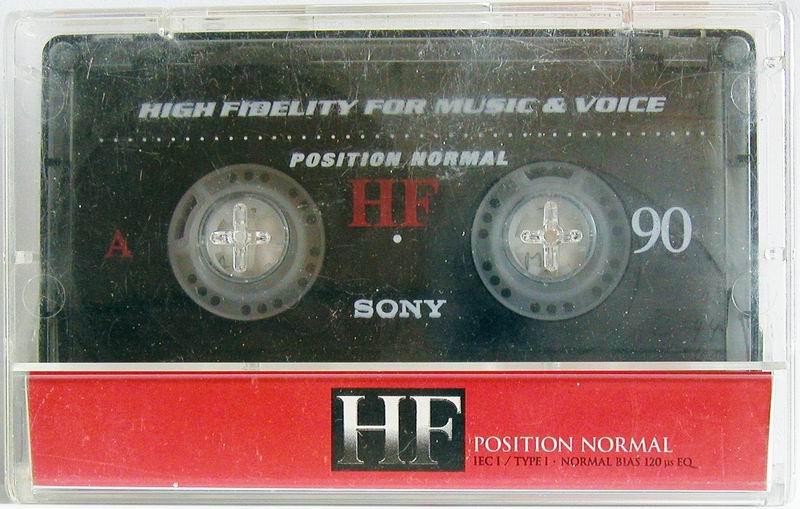 HIGH FIDELITY FOR MUSIC & VOICE
POSITION NORMAL
HF
A
90
SONY
HF
POSITION NORMAL
IEC I / TYPE I · NORMAL BIAS 120 µs EQ